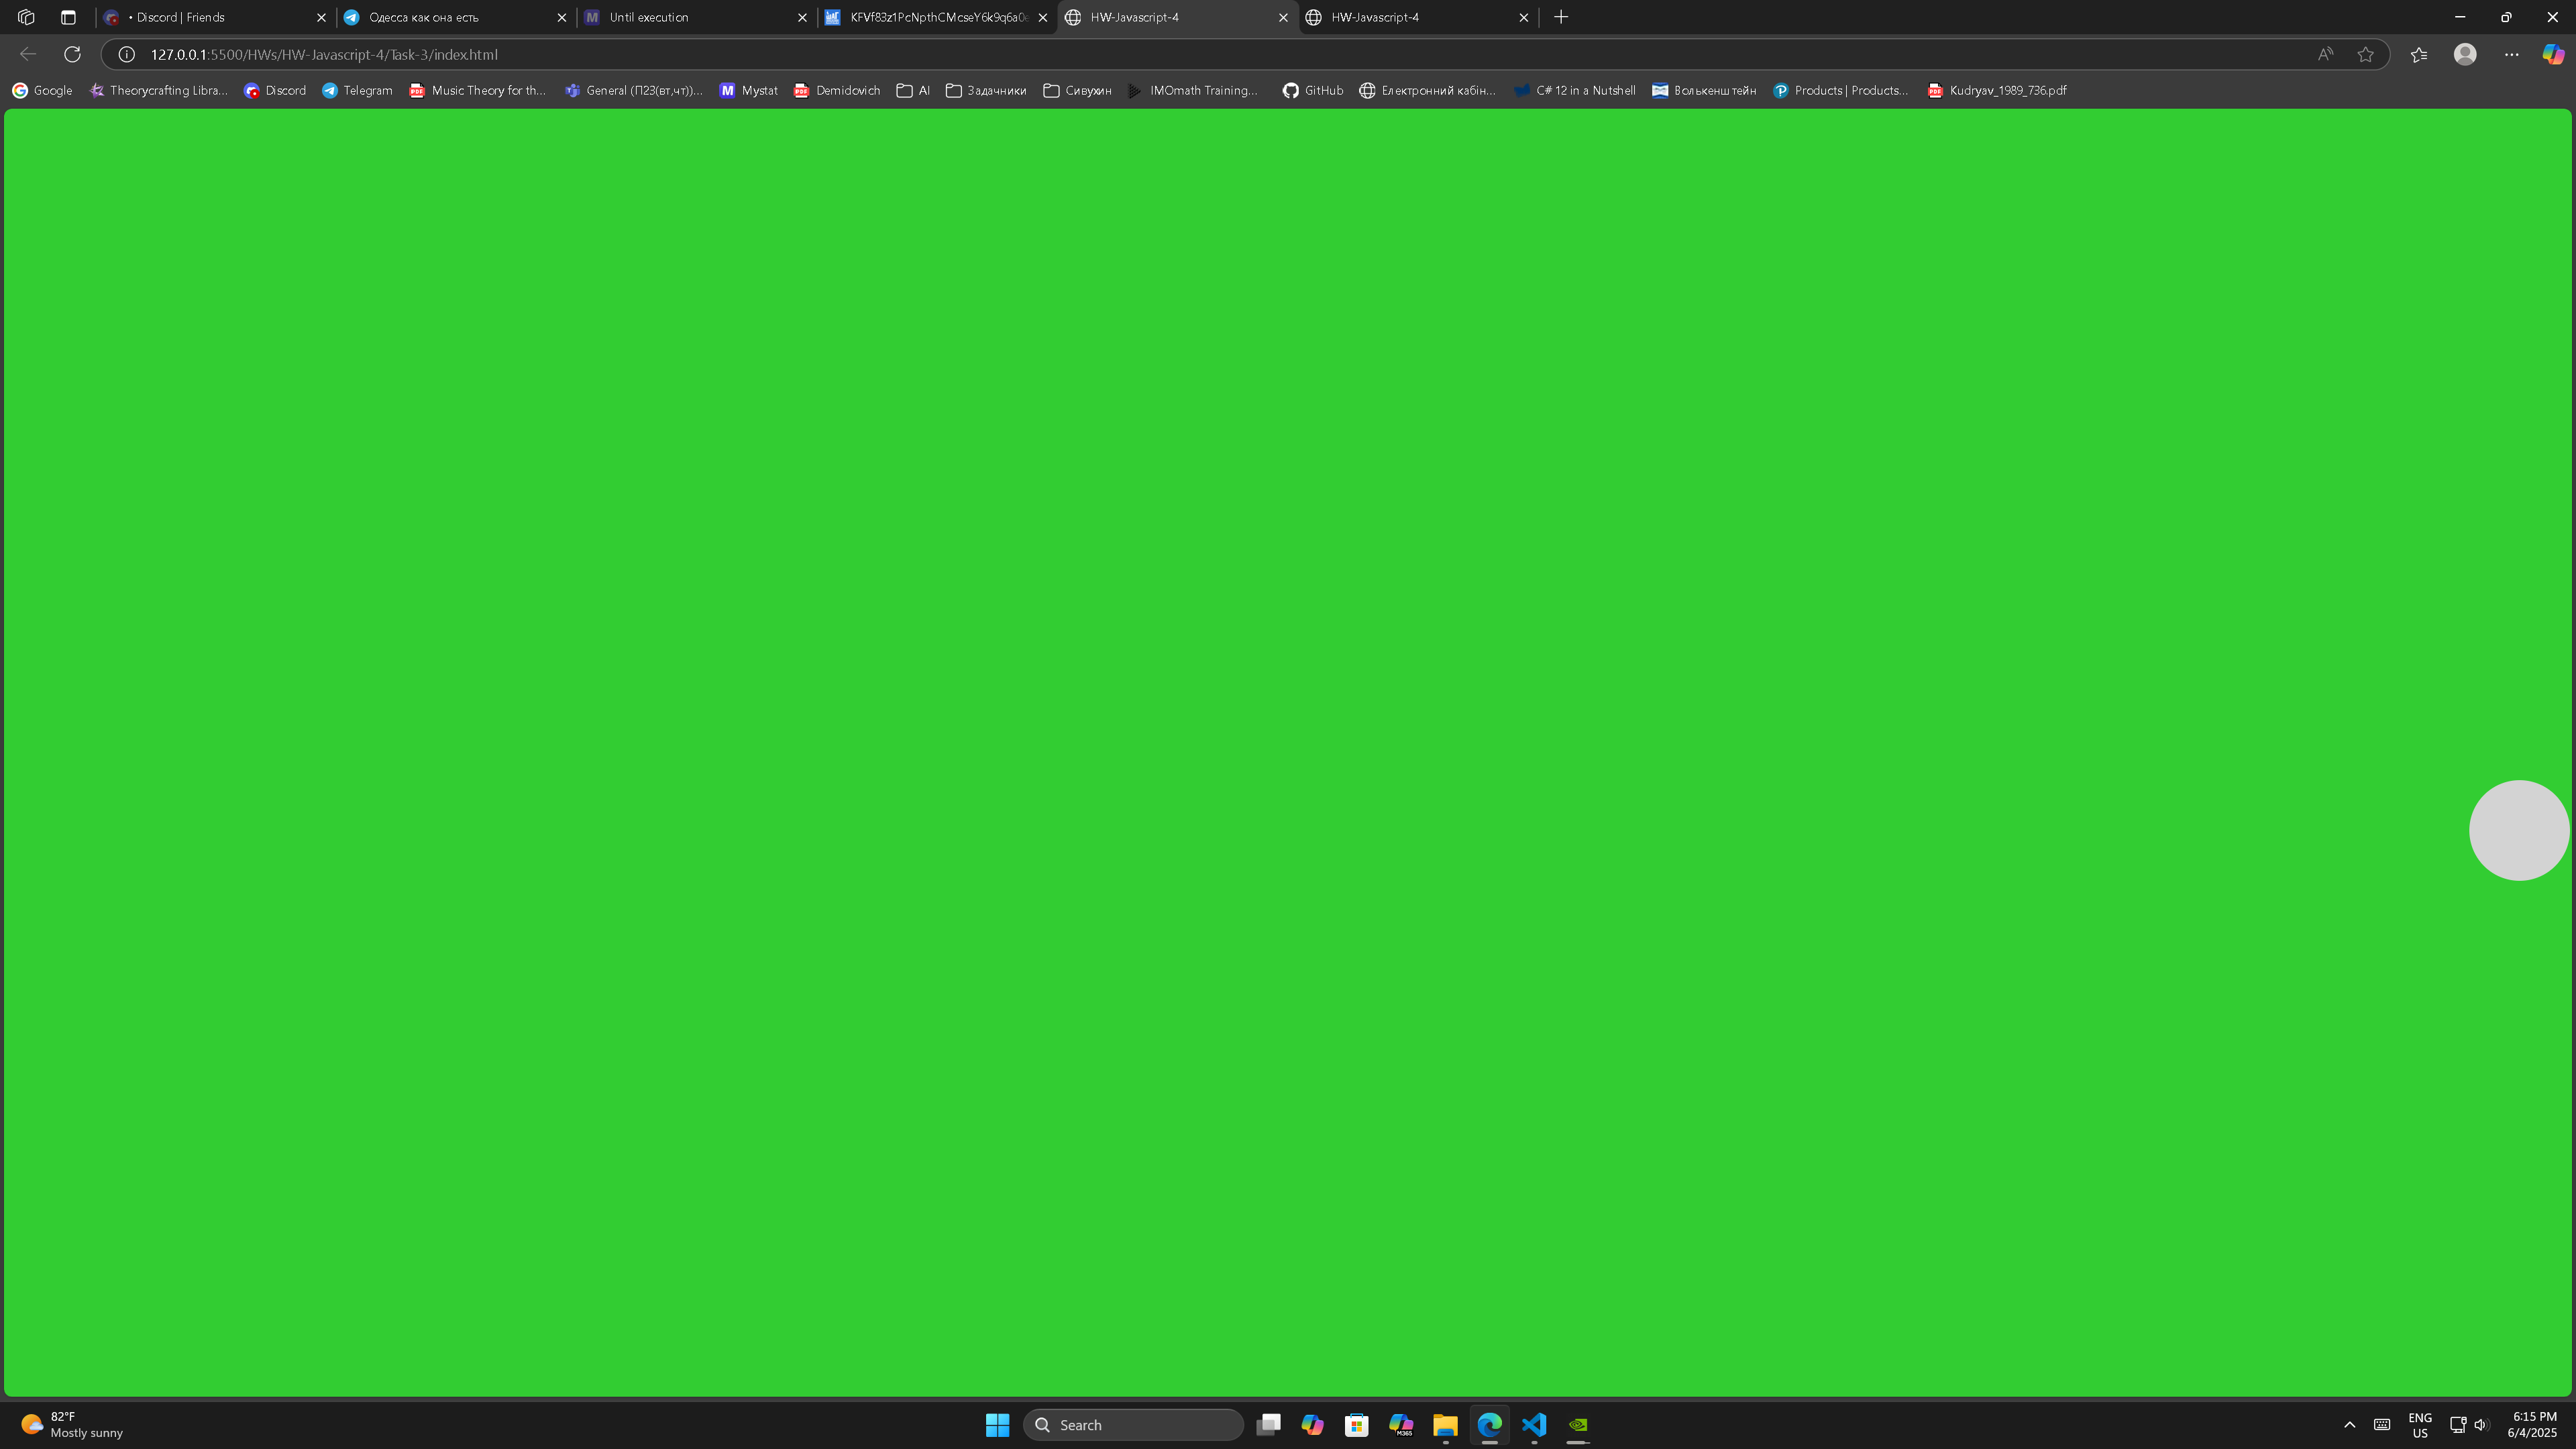 • Discord | Friends
Одесса как она есть
Until execution
KFVf83z1PcNpthCMcseY6k9q6a0e
HW-Javascript-4
HW-Javascript-4
127.0.0.1:5500/HWs/HW-Javascript-4/Task-3/index.html
Google
Theorycrafting Libra...
Discord
Telegram
Music Theory for th...
General (П23(вт,чт))...
Mystat
Demidovich
AI
Задачники
Сивухин
IMOmath Training...
GitHub
Електронний кабін...
C# 12 in a Nutshell
Волькенштейн
Products | Products...
Kudryav_1989_736.pdf
82°F
Mostly sunny
Search
M365
ENG
US
6:15 PM
6/4/2025